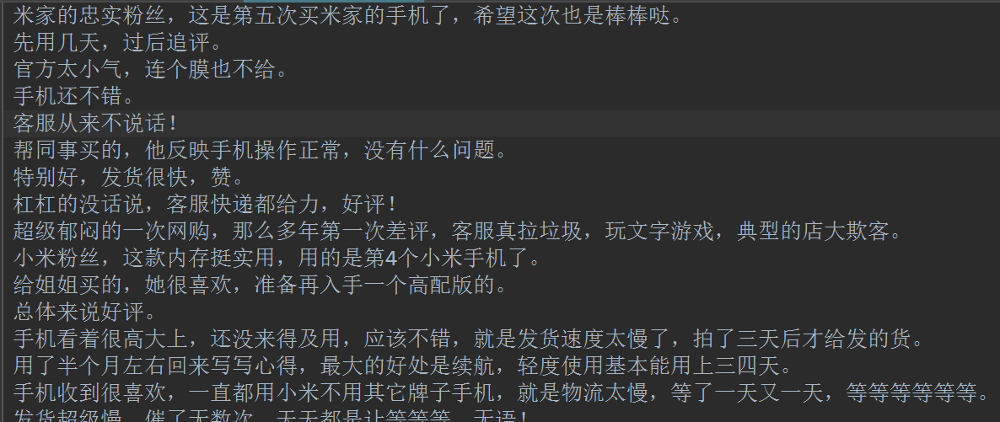 米家的忠实粉丝，这是第五次买米家的手机了，希望这次也是棒棒哒。
先用几天，过后追评。
官方太小气，连个膜也不给。
手机还不错。
客服从来不说话！
帮同事买的，他反映手机操作正常，没有什么问题。
特别好，发货很快，赞。
杠杠的没话说，客服快递都给力，好评！
超级郁闷的一次网购，那么多年第一次差评，客服真拉垃圾，玩文字游戏，典型的店大欺客。
小米粉丝，这款内存挺实用，用的是第4个小米手机了。
给姐姐买的，她很喜欢，准备再入手一个高配版的。
总体来说好评。
手机看着很高大上，还没来得及用，应该不错，就是发货速度太慢了，拍了三天后才给发的货。
用了半个月左右回来写写心得，最大的好处是续航，轻度使用基本能用上三四天。
手机收到很喜欢，一直都用小米不用其它牌子手机，就是物流太慢，等了一天又一天，等等等等等等。
发货超级慢，催了无数次，天天都是让等等等，无语！